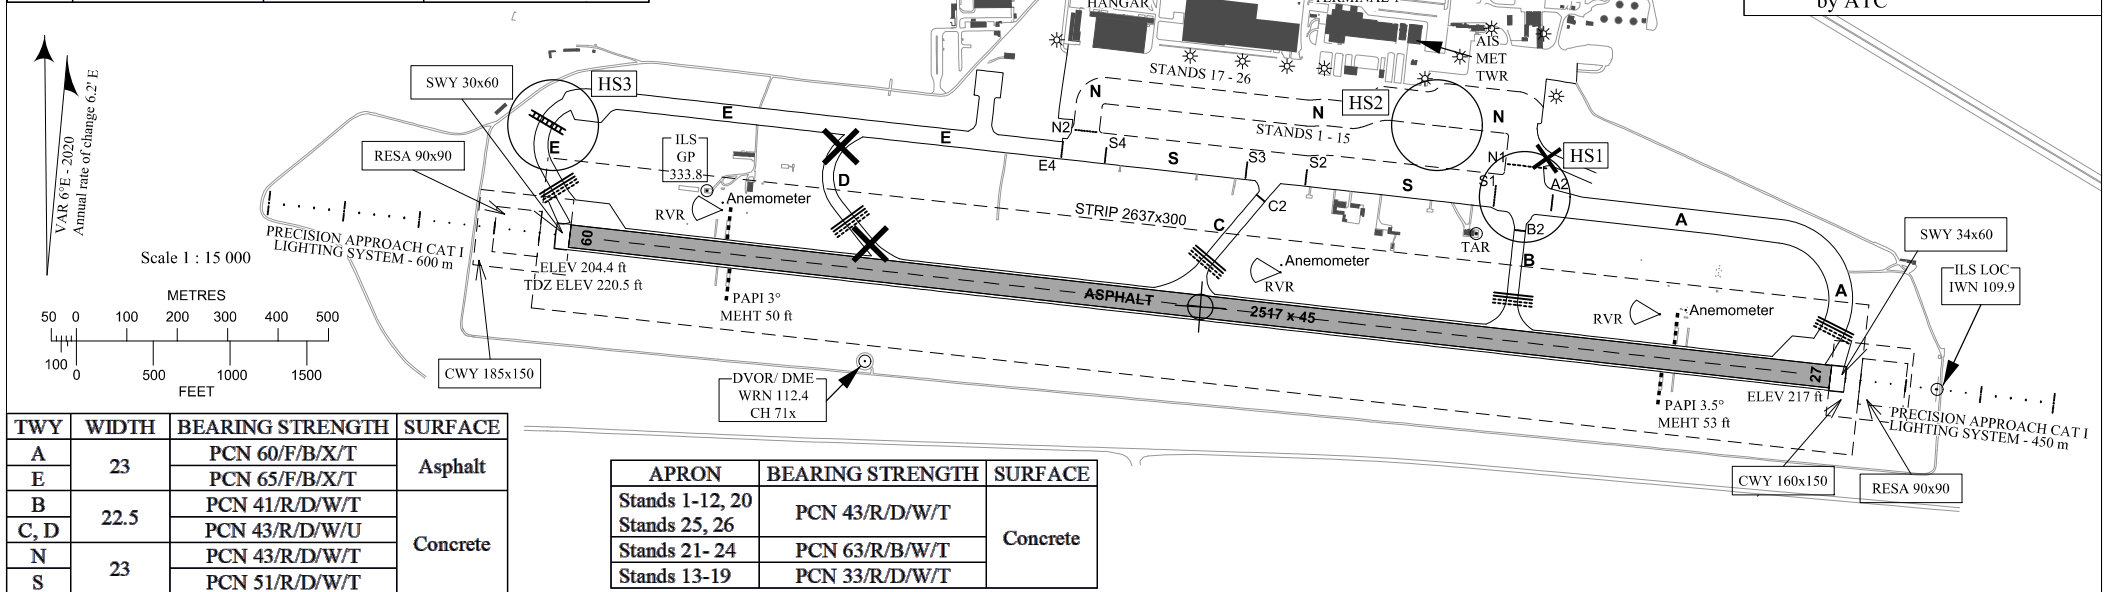 by ATC
HANGAR
AIS
MET
TWR
STANDS 17 - 26
SWY 30x60
HS3
N
N
HS2
N
STANDS 1 - 15
N2
E
E
S4
S
S3
S2
E4
N1
HS1
RESA 90x90
ILS
GP
333.8
E
D
S1
A2
S
A
VAR 6°E - 2020
Annual rate of change 6.2' E
Anemometer
RVR
STRIP 2637x300
C
C2
B2
TAR
SWY 34x60
PRECISION APPROACH CAT I
LIGHTING SYSTEM - 600 m
09
B
Anemometer
RVR
ILS LOC
IWN 109.9
Scale 1 : 15 000
ELEV 204.4 ft
TDZ ELEV 220.5 ft
METRES
50 0 100 200 300 400 500
100 0 500 1000 1500
FEET
PAPI 3°
MEHT 50 ft
ASPHALT
2517 x 45
A
RVR
Anemometer
CWY 185x150
DVOR/ DME
WRN 112.4
CH 71x
27
ELEV 217 ft
PAPI 3.5°
MEHT 53 ft
PRECISION APPROACH CAT I
LIGHTING SYSTEM - 450 m
CWY 160x150
RESA 90x90
TWY WIDTH BEARING STRENGTH SURFACE
A 23 PCN 60/F/B/X/T Asphalt
E PCN 65/F/B/X/T
B 22.5 PCN 41/R/D/W/T Concrete
C, D PCN 43/R/D/W/U
N 23 PCN 43/R/D/W/T
S PCN 51/R/D/W/T
APRON BEARING STRENGTH SURFACE
Stands 1-12, 20
Stands 25, 26 PCN 43/R/D/W/T Concrete
Stands 21- 24 PCN 63/R/B/W/T
Stands 13-19 PCN 33/R/D/W/T